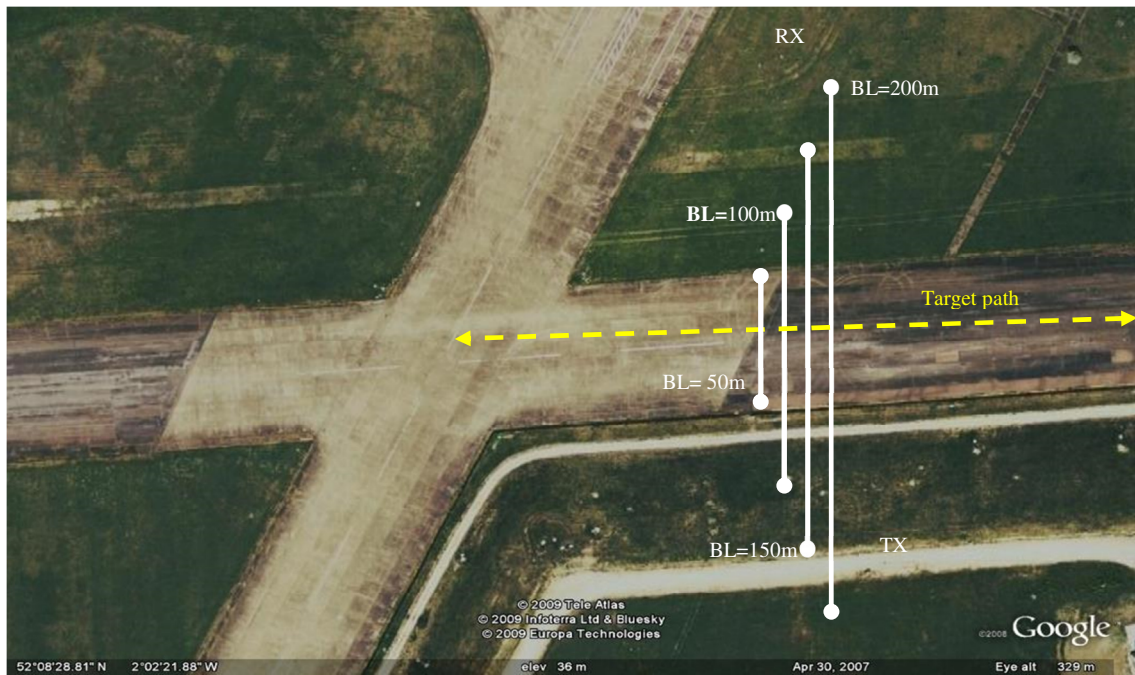 RX
BL=200m
BL=100m
Target path
BL= 50m
BL=150m
TX
© 2009 Tele Atlas
© 2009 Infoterra Ltd & Bluesky
© 2009 Europa Technologies
©2008 Google
52°08'28.81" N 2°02'21.88" W elev 36 m Apr 30, 2007 Eye alt 329 m